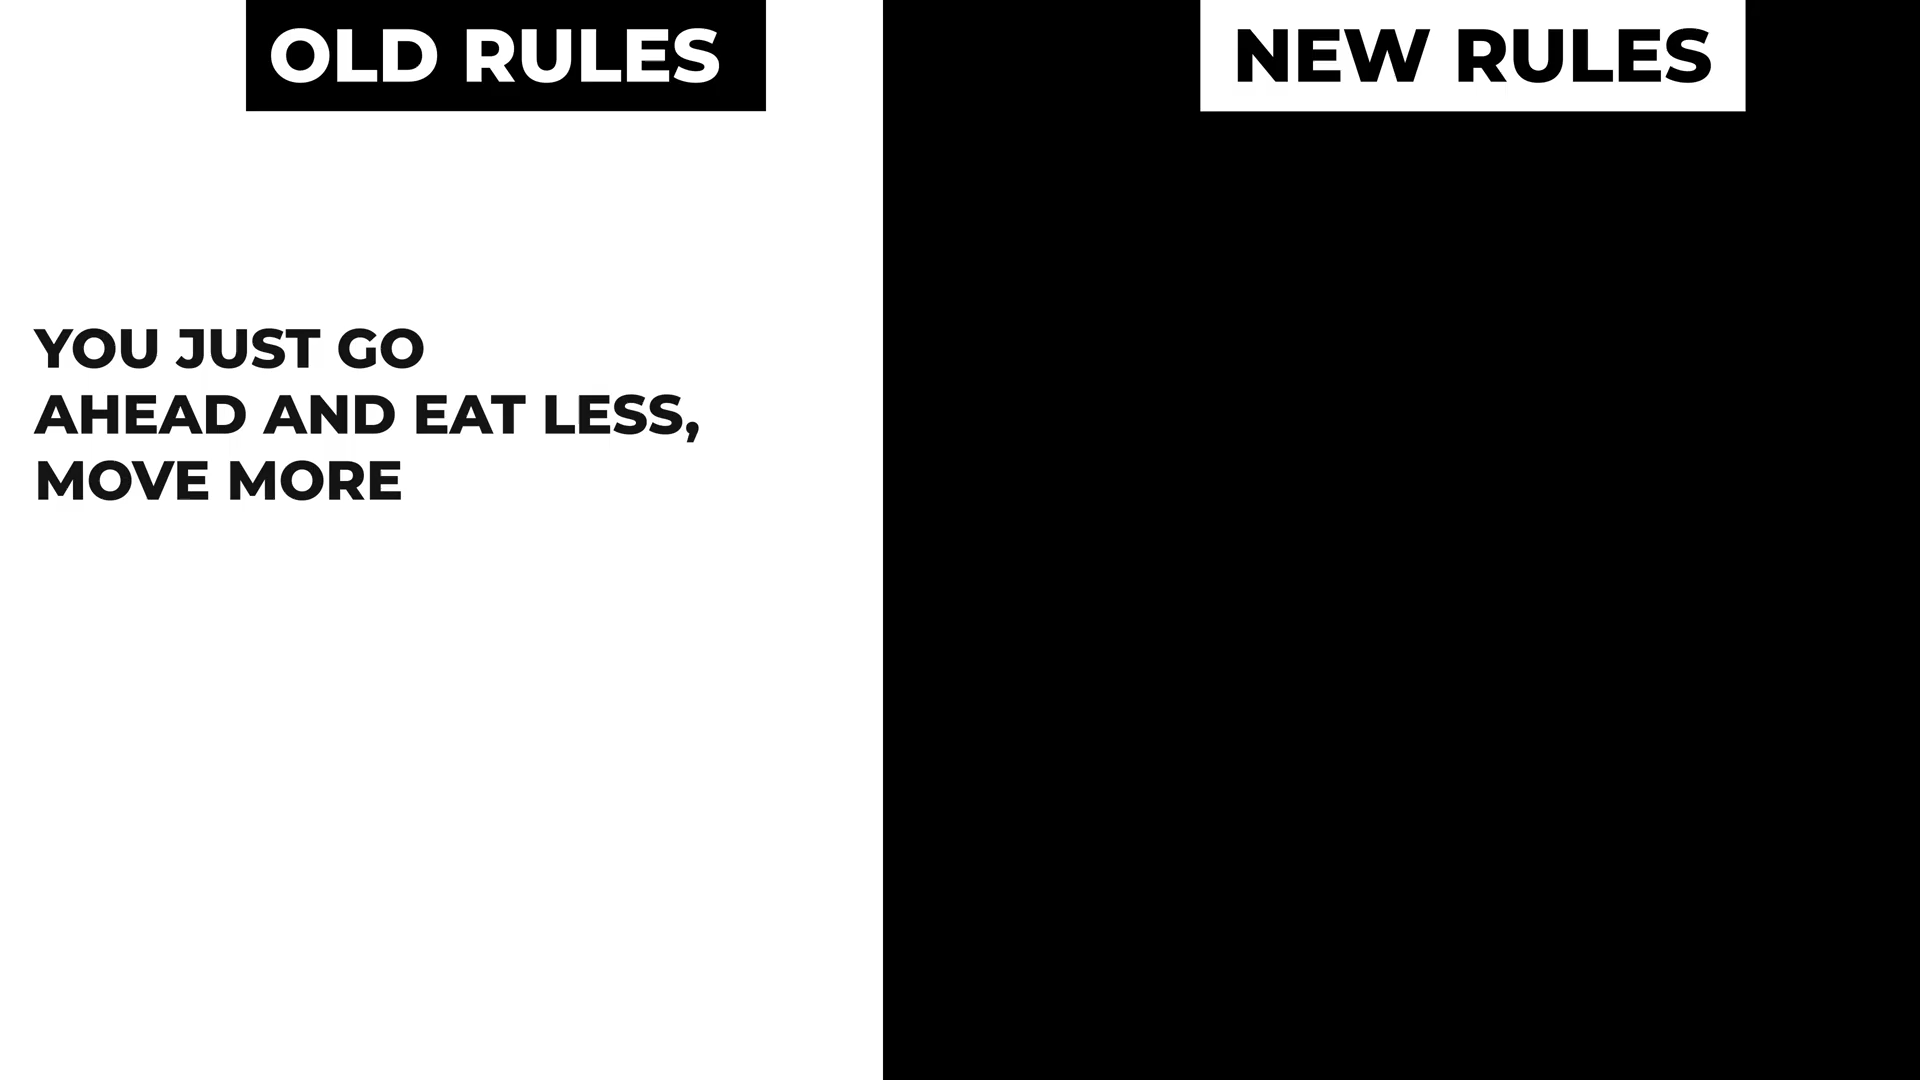 OLD RULES
YOU JUST GO
AHEAD AND EAT LESS,
MOVE MORE
NEW RULES